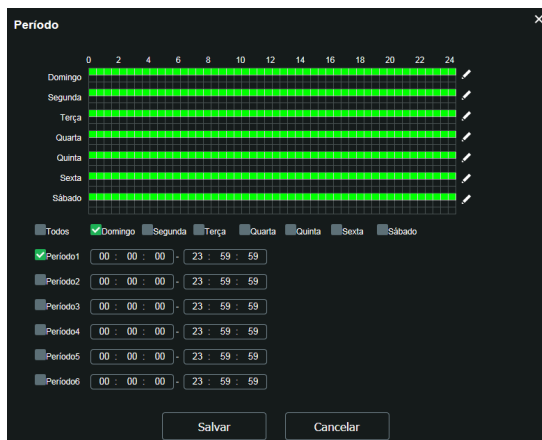 Período
×
0 2 4 6 8 10 12 14 16 18 20 22 24
Domingo
Segunda
Terça
Quarta
Quinta
Sexta
Sábado
Todos Domingo Segunda Terça Quarta Quinta Sexta Sábado
Período1 00 : 00 : 00 - 23 : 59 : 59
Período2 00 : 00 : 00 - 23 : 59 : 59
Período3 00 : 00 : 00 - 23 : 59 : 59
Período4 00 : 00 : 00 - 23 : 59 : 59
Período5 00 : 00 : 00 - 23 : 59 : 59
Período6 00 : 00 : 00 - 23 : 59 : 59
Salvar Cancelar